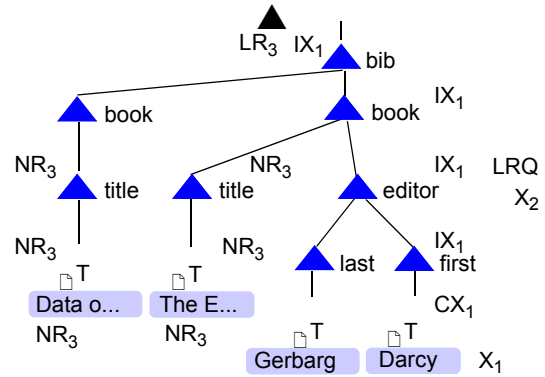 LR3 IX1
bib
book book IX1
NR3 NR3 IX1 LRQ
title title editor X2
NR3 NR3 IX1
T T last first
Data o... The E... CX1
NR3 NR3 T T
Gerbarg Darcy X1